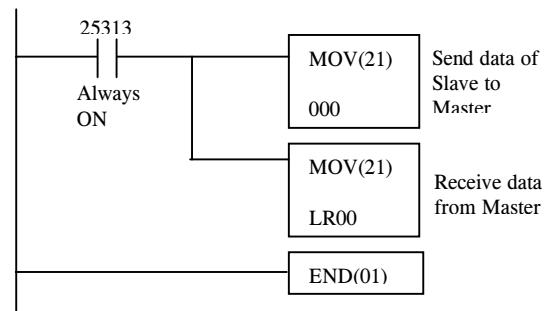 25313
Always
ON
MOV(21)
000
Send data of
Slave to
Master
MOV(21)
LR00
Receive data
from Master
END(01)